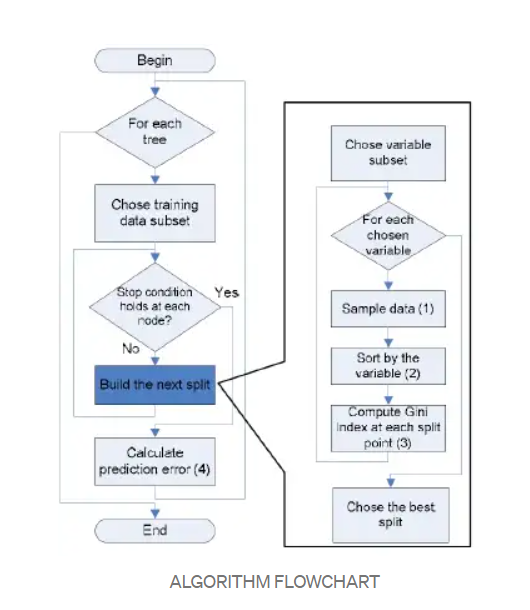 Begin
For each
tree
Chose training
data subset
Stop condition
holds at each
node?
Yes
No
Build the next split
Calculate
prediction error (4)
End
Chose variable
subset
For each
chosen
variable
Sample data (1)
Sort by the
variable (2)
Compute Gini
Index at each split
point (3)
Chose the best
split
ALGORITHM FLOWCHART